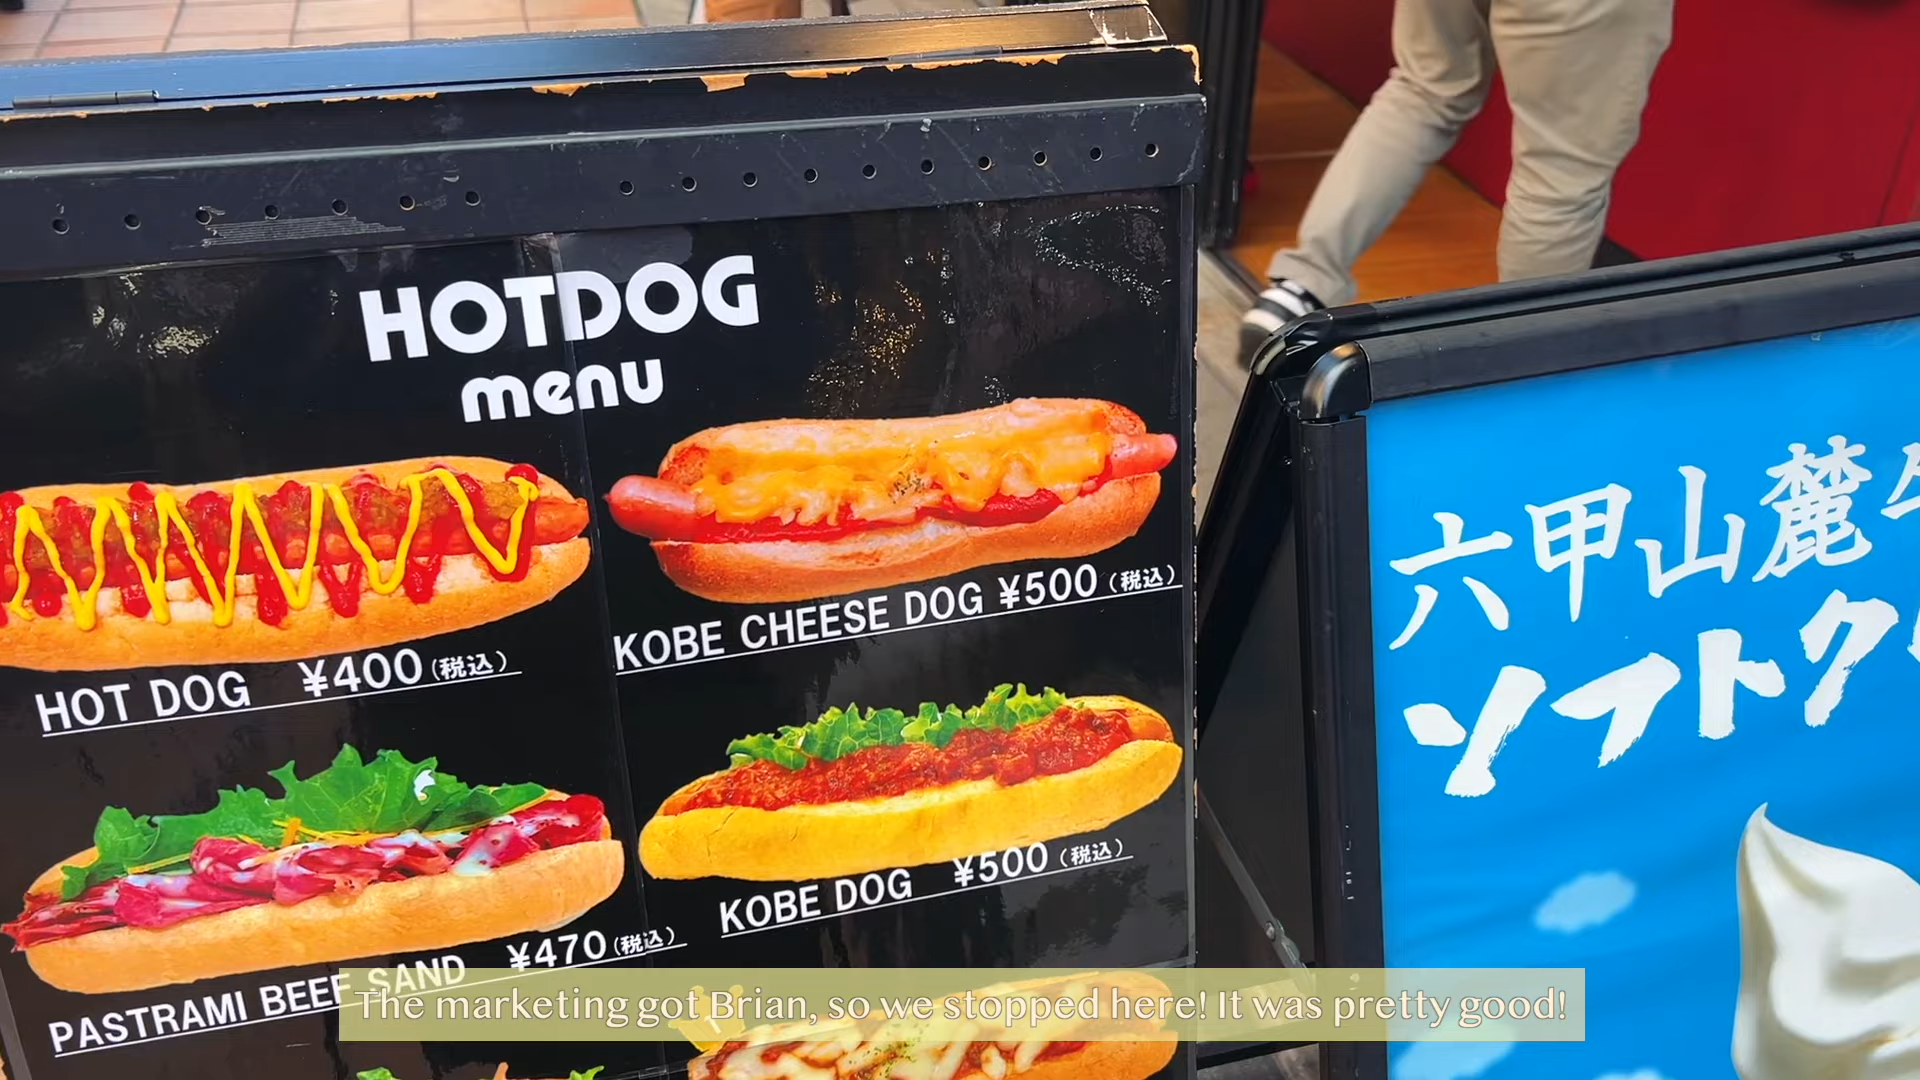 HOTDOG
menu
HOT DOG ¥400(税込)
KOBE CHEESE DOG ¥500(税込)
PASTRAMI BEEF SAND ¥470(税込)
KOBE DOG ¥500(税込)
六甲山麓牛
ソフトク
The marketing got Brian, so we stopped here! It was pretty good!